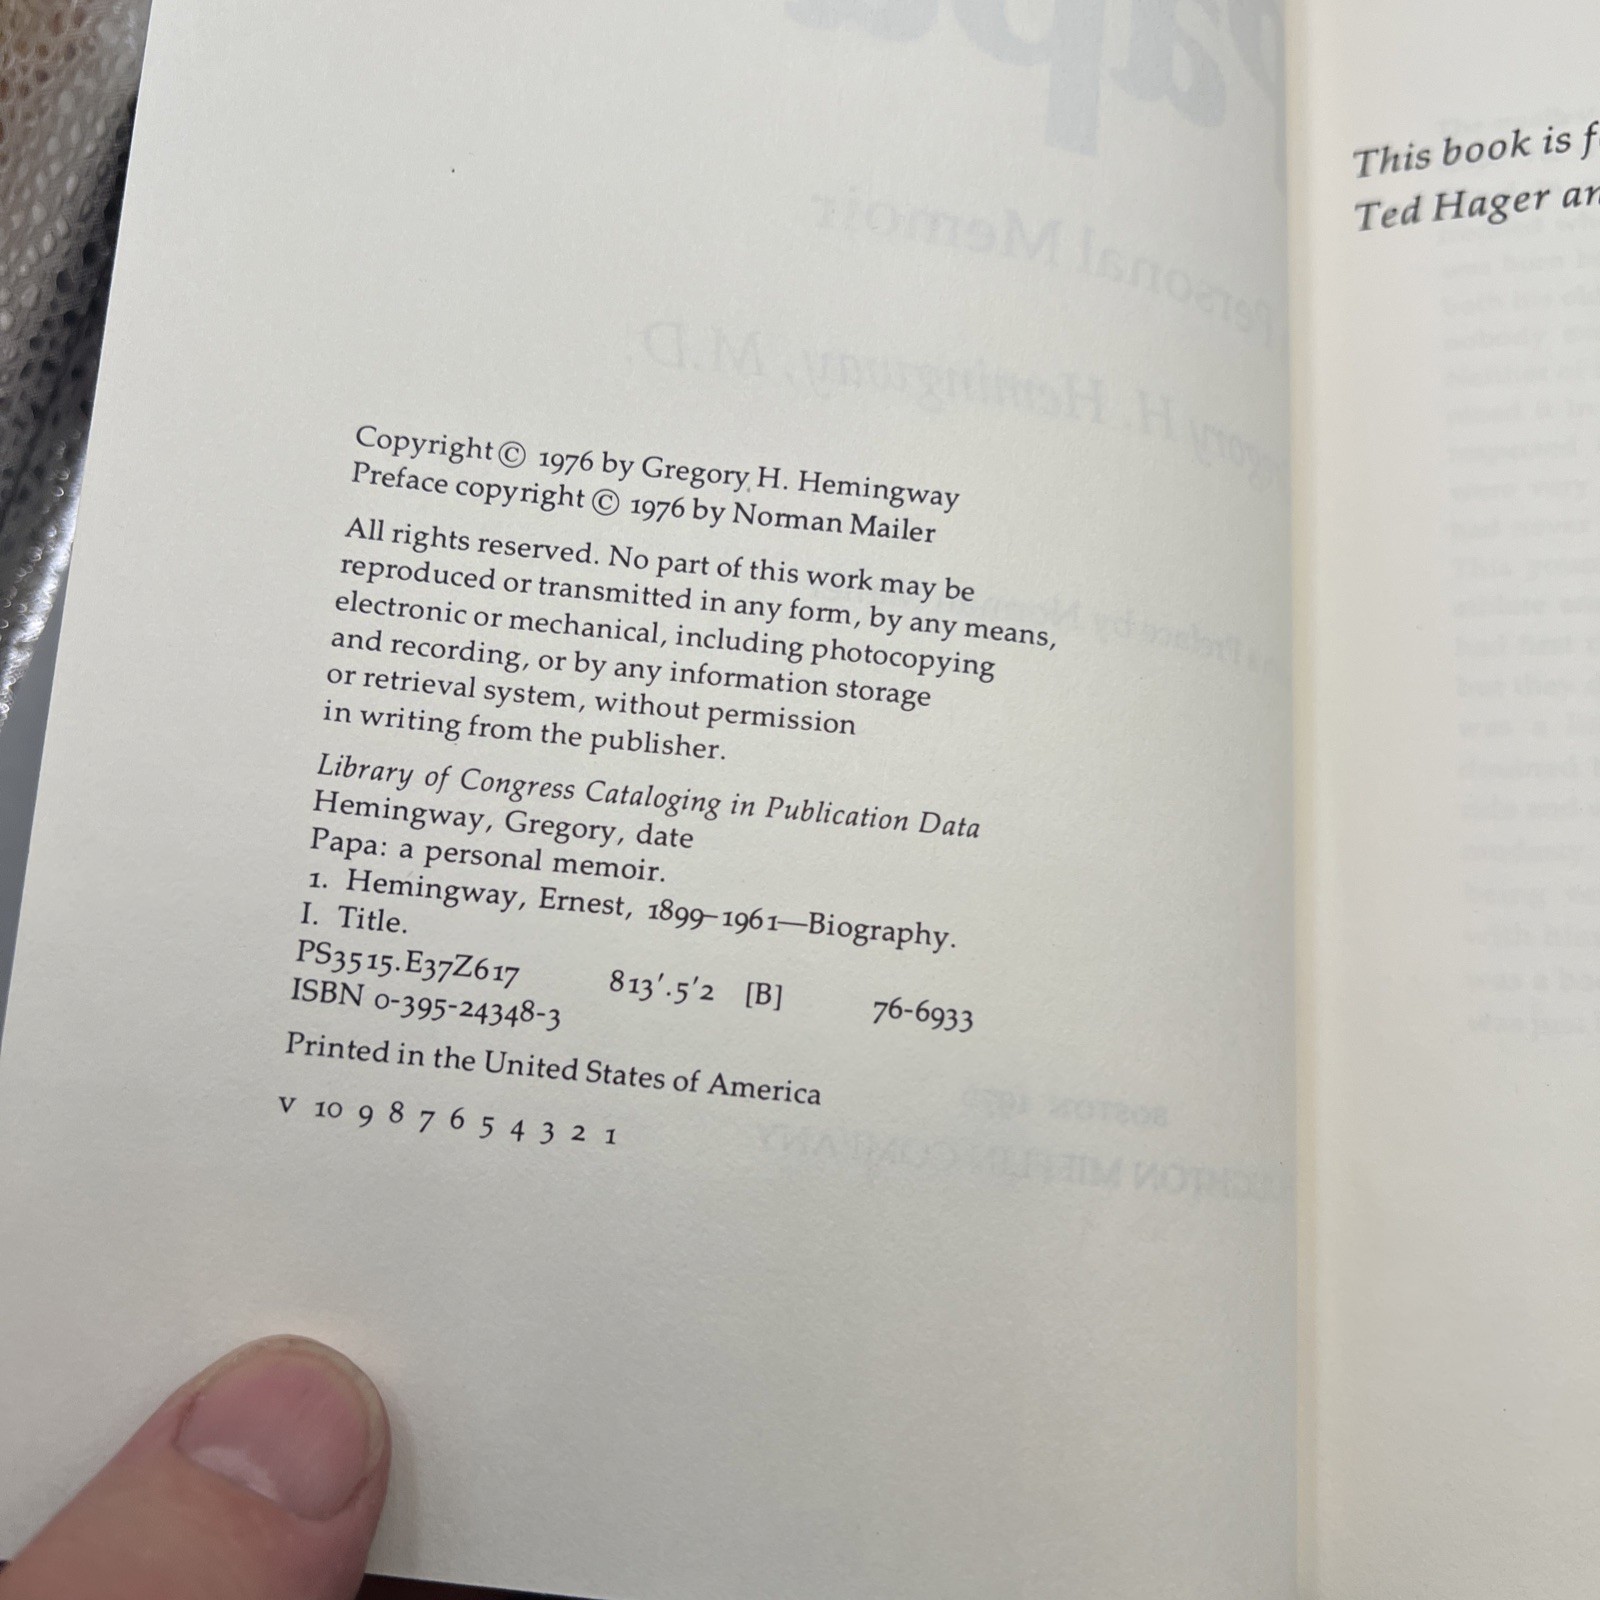 Copyright © 1976 by Gregory H. Hemingway
Preface copyright © 1976 by Norman Mailer
All rights reserved. No part of this work may be
reproduced or transmitted in any form, by any means,
electronic or mechanical, including photocopying
and recording, or by any information storage
or retrieval system, without permission
in writing from the publisher.
Library of Congress Cataloging in Publication Data
Hemingway, Gregory, date
Papa: a personal memoir.
1. Hemingway, Ernest, 1899–1961—Biography.
I. Title.
PS3515.E37Z617 813′.5′2 [B] 76-6933
ISBN 0-395-24348-3
Printed in the United States of America
V 10 9 8 7 6 5 4 3 2 1
This book is
Ted Hager